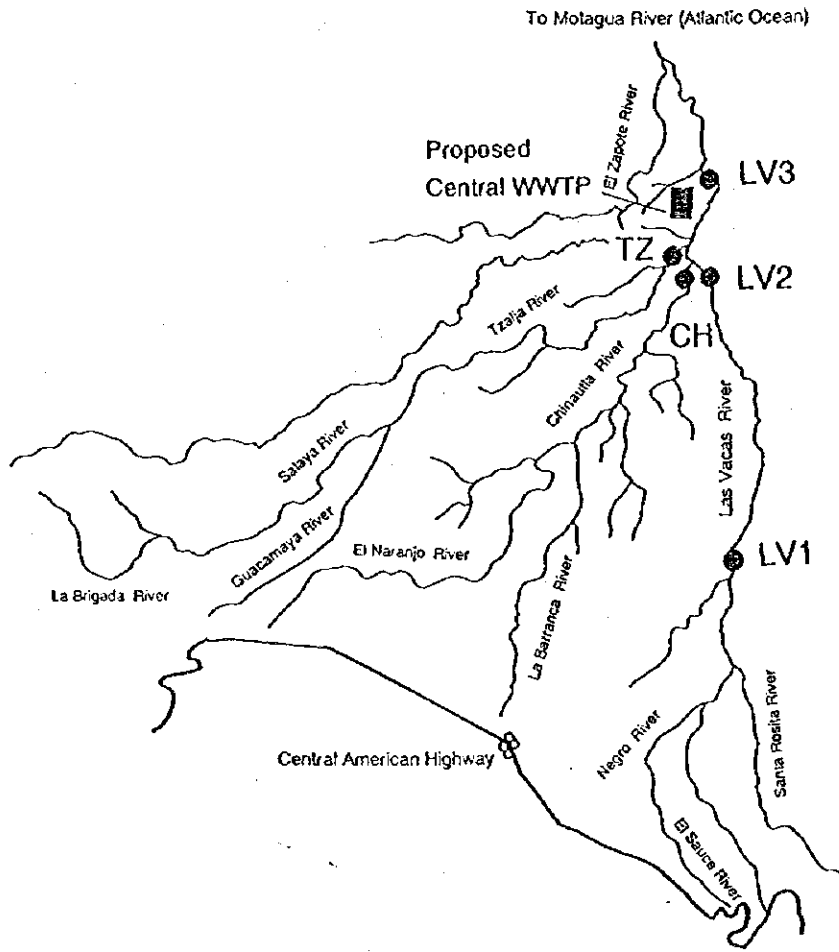 To Motagua River (Atlantic Ocean)
El Zapote River
Proposed
Central WWTP
LV3
TZ
LV2
Tzalja River
CH
Chinautla River
Las Vacas River
Salaya River
Guacamaya River
El Naranjo River
LV1
La Brigada River
La Barranca River
Central American Highway
Negro River
Santa Rosita River
El Sauce River